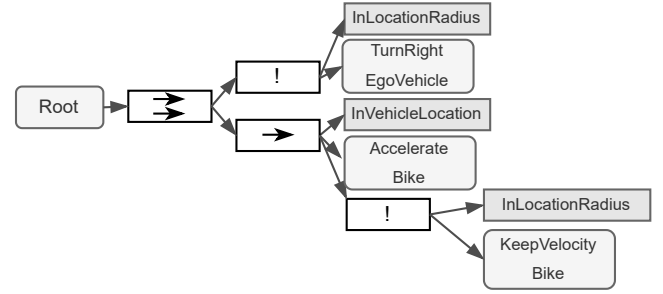 Root
!
InLocationRadius
TurnRight
EgoVehicle
InVehicleLocation
Accelerate
Bike
!
InLocationRadius
KeepVelocity
Bike